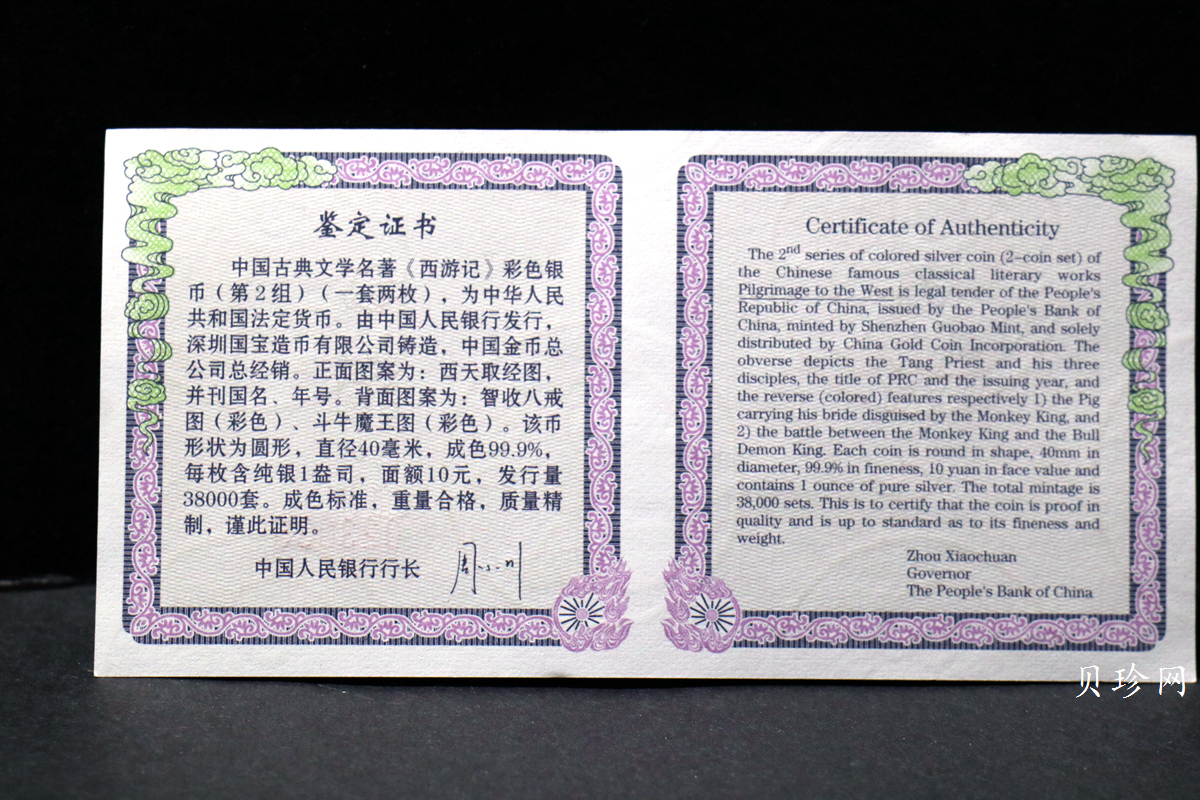 鉴定证书
中国古典文学名著《西游记》彩色银
币（第2组）（一套两枚），为中华人民
共和国法定货币。由中国人民银行发行，
深圳国宝造币有限公司铸造，中国金币总
公司总经销。正面图案为：西天取经图，
并刊国名、年号。背面图案为：智收八戒
图（彩色）、斗牛魔王图（彩色）。该币
形状为圆形，直径40毫米，成色99.9%，
每枚含纯银1盎司，面额10元，发行量
38000套。成色标准，重量合格，质量精
制，谨此证明。
中国人民银行行长 周小川
Certificate of Authenticity
The 2nd series of colored silver coin (2-coin set) of
the Chinese famous classical literary works
Pilgrimage to the West is legal tender of the People's
Republic of China, issued by the People's Bank of
China, minted by Shenzhen Guobao Mint, and solely
distributed by China Gold Coin Incorporation. The
obverse depicts the Tang Priest and his three
disciples, the title of PRC and the issuing year, and
the reverse (colored) features respectively 1) the Pig
carrying his bride disguised by the Monkey King, and
2) the battle between the Monkey King and the Bull
Demon King. Each coin is round in shape, 40mm in
diameter, 99.9% in fineness, 10 yuan in face value and
contains 1 ounce of pure silver. The total mintage is
38,000 sets. This is to certify that the coin is proof in
quality and is up to standard as to its fineness and
weight.
Zhou Xiaochuan
Governor
The People's Bank of China
贝珍网